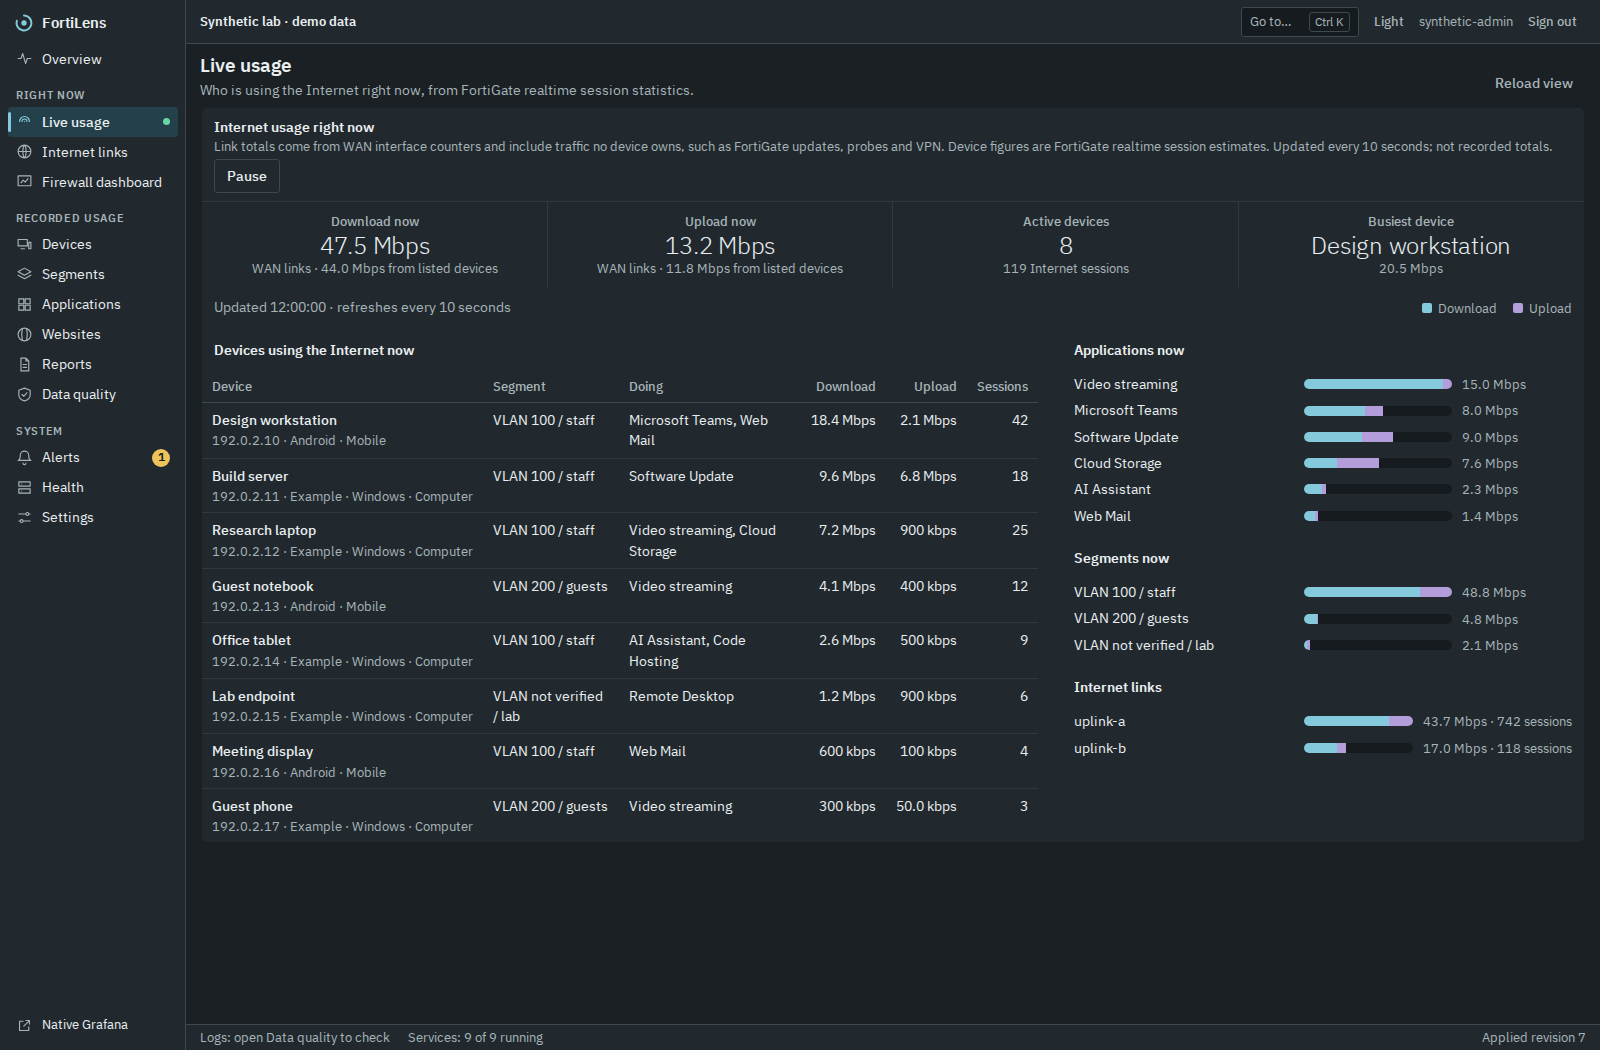 FortiLens
Overview
RIGHT NOW
Live usage
Internet links
Firewall dashboard
RECORDED USAGE
Devices
Segments
Applications
Websites
Reports
Data quality
SYSTEM
Alerts 1
Health
Settings
Native Grafana
Synthetic lab · demo data
Go to... Ctrl K Light synthetic-admin Sign out
Live usage
Who is using the Internet right now, from FortiGate realtime session statistics.
Reload view
Internet usage right now
Link totals come from WAN interface counters and include traffic no device owns, such as FortiGate updates, probes and VPN. Device figures are FortiGate realtime session estimates. Updated every 10 seconds; not recorded totals.
Pause
Download now
47.5 Mbps
WAN links · 44.0 Mbps from listed devices
Upload now
13.2 Mbps
WAN links · 11.8 Mbps from listed devices
Active devices
8
119 Internet sessions
Busiest device
Design workstation
20.5 Mbps
Updated 12:00:00 · refreshes every 10 seconds
Download Upload
Devices using the Internet now
Device Segment Doing Download Upload Sessions
Design workstation VLAN 100 / staff Microsoft Teams, Web 18.4 Mbps 2.1 Mbps 42
192.0.2.10 · Android · Mobile Mail
Build server VLAN 100 / staff Software Update 9.6 Mbps 6.8 Mbps 18
192.0.2.11 · Example · Windows · Computer
Research laptop VLAN 100 / staff Video streaming, Cloud 7.2 Mbps 900 kbps 25
192.0.2.12 · Example · Windows · Computer Storage
Guest notebook VLAN 200 / guests Video streaming 4.1 Mbps 400 kbps 12
192.0.2.13 · Android · Mobile
Office tablet VLAN 100 / staff AI Assistant, Code 2.6 Mbps 500 kbps 9
192.0.2.14 · Example · Windows · Computer Hosting
Lab endpoint VLAN not verified Remote Desktop 1.2 Mbps 900 kbps 6
192.0.2.15 · Example · Windows · Computer / lab
Meeting display VLAN 100 / staff Web Mail 600 kbps 100 kbps 4
192.0.2.16 · Android · Mobile
Guest phone VLAN 200 / guests Video streaming 300 kbps 50.0 kbps 3
192.0.2.17 · Example · Windows · Computer
Applications now
Video streaming 15.0 Mbps
Microsoft Teams 8.0 Mbps
Software Update 9.0 Mbps
Cloud Storage 7.6 Mbps
AI Assistant 2.3 Mbps
Web Mail 1.4 Mbps
Segments now
VLAN 100 / staff 48.8 Mbps
VLAN 200 / guests 4.8 Mbps
VLAN not verified / lab 2.1 Mbps
Internet links
uplink-a 43.7 Mbps · 742 sessions
uplink-b 17.0 Mbps · 118 sessions
Logs: open Data quality to check Services: 9 of 9 running
Applied revision 7